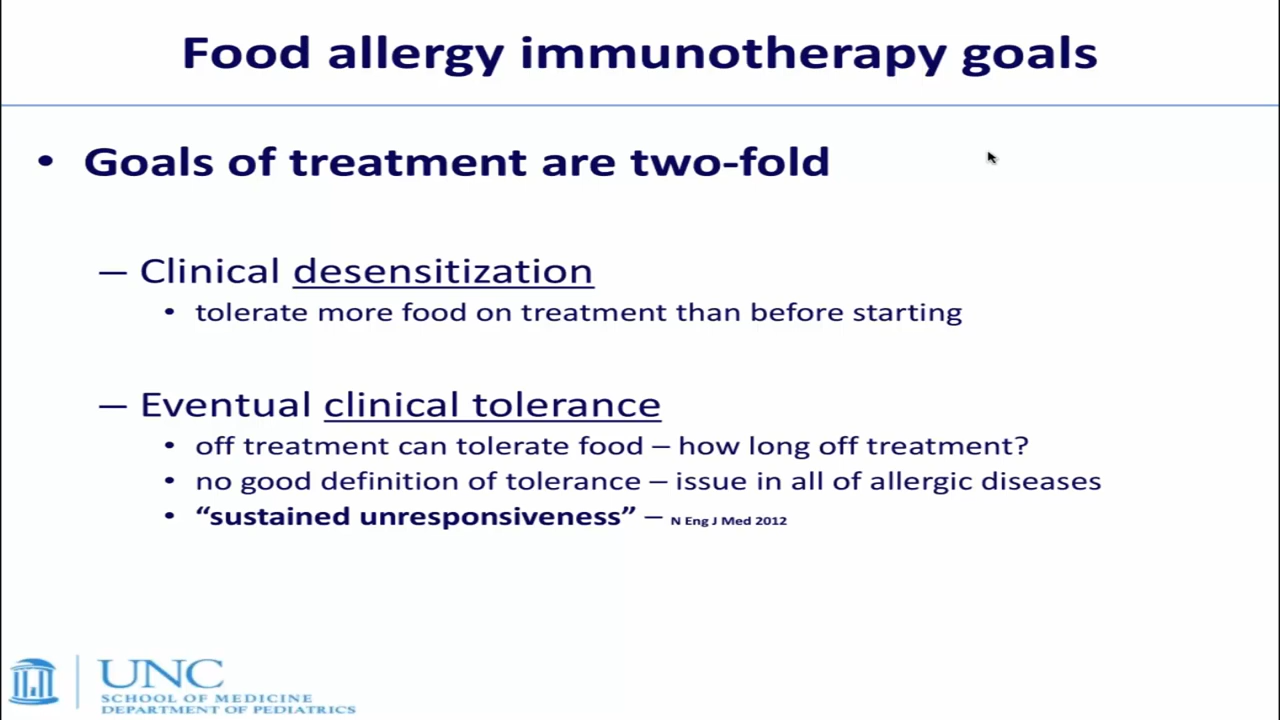 Food allergy immunotherapy goals
• Goals of treatment are two-fold
– Clinical desensitization
• tolerate more food on treatment than before starting
– Eventual clinical tolerance
• off treatment can tolerate food – how long off treatment?
• no good definition of tolerance – issue in all of allergic diseases
• “sustained unresponsiveness” – N Eng J Med 2012
UNC
SCHOOL OF MEDICINE
DEPARTMENT OF PEDIATRICS